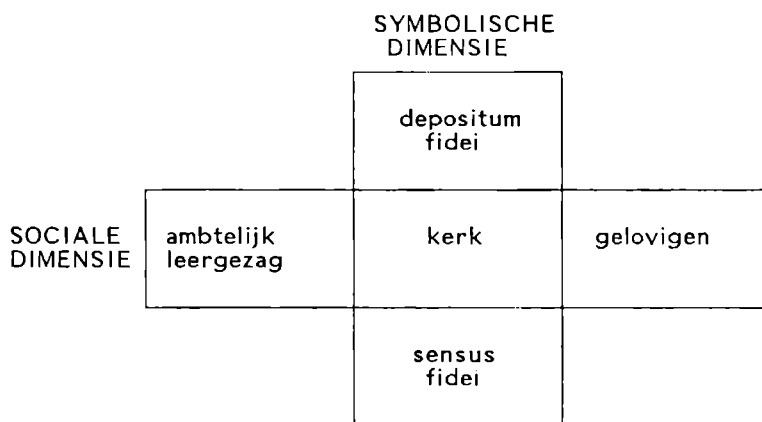 SYMBOLISCHE
DIMENSIE
depositum
fidei
SOCIALE
DIMENSIE
ambtelijk
leergezag
kerk
gelovigen
sensus
fidei